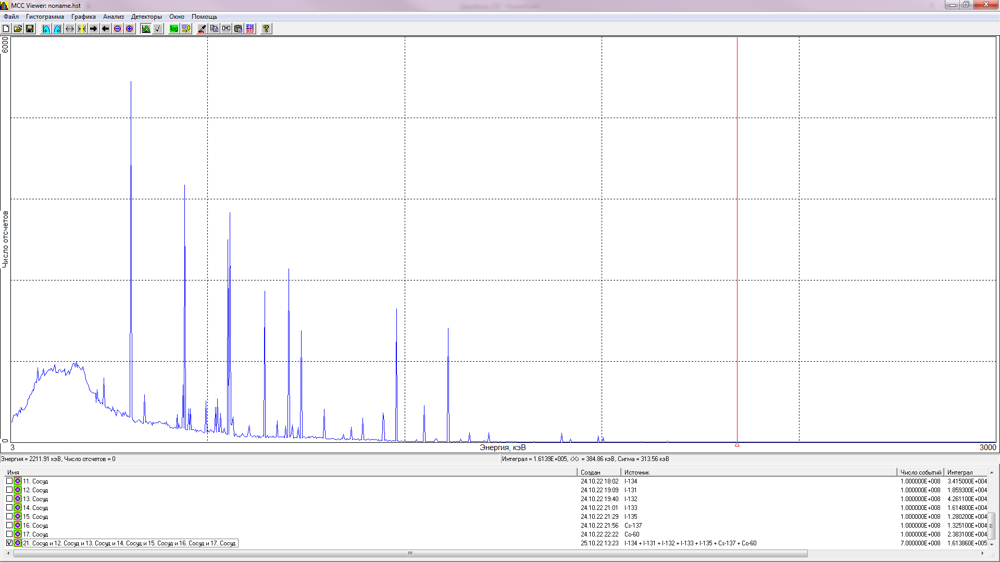 MCC Viewer: noname.hst
Файл Гистограмма Графика Анализ Детекторы Окно Помощь
log EN RU ?
6000
Число отсчетов
0
3 Энергия, кэВ 3000
Энергия = 2211.91 кэВ, Число отсчетов = 0 Интеграл = 1.6139E+005, <X> = 384.86 кэВ, Сигма = 313.56 кэВ
Имя Создан Источник Число событий Интеграл
11. Сосуд 24.10.22 18:02 I-134 1.000000E+008 3.415000E+004
12. Сосуд 24.10.22 19:09 I-131 1.000000E+008 1.859300E+004
13. Сосуд 24.10.22 19:40 I-132 1.000000E+008 4.261100E+004
14. Сосуд 24.10.22 21:01 I-133 1.000000E+008 1.614800E+004
15. Сосуд 24.10.22 21:29 I-135 1.000000E+008 1.280200E+004
16. Сосуд 24.10.22 21:56 Cs-137 1.000000E+008 1.325100E+004
17. Сосуд 24.10.22 22:22 Co-60 1.000000E+008 2.383100E+004
21. Сосуд и 12. Сосуд и 13. Сосуд и 14. Сосуд и 15. Сосуд и 16. Сосуд и 17. Сосуд 25.10.22 13:23 I-134 + I-131 + I-132 + I-133 + I-135 + Cs-137 + Co-60 7.000000E+008 1.613860E+005